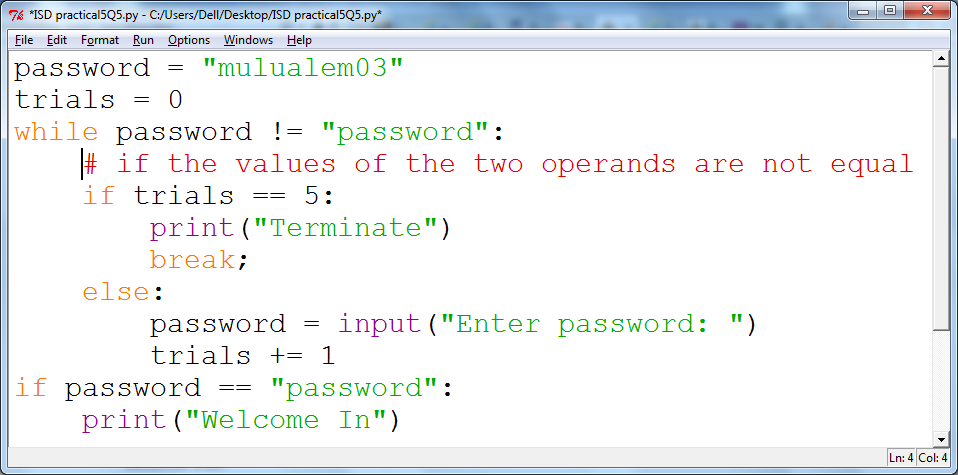 *ISD practical5Q5.py - C:/Users/Dell/Desktop/ISD practical5Q5.py*
File Edit Format Run Options Windows Help
password = "mulualem03"
trials = 0
while password != "password":
    # if the values of the two operands are not equal
    if trials == 5:
        print("Terminate")
        break;
    else:
        password = input("Enter password: ")
        trials += 1
if password == "password":
    print("Welcome In")
Ln: 4 Col: 4